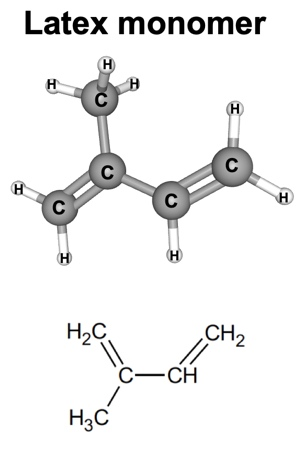 Latex monomer
H
H C H
H C C C H
H C H
H H
H₂C CH₂
C CH
H₃C